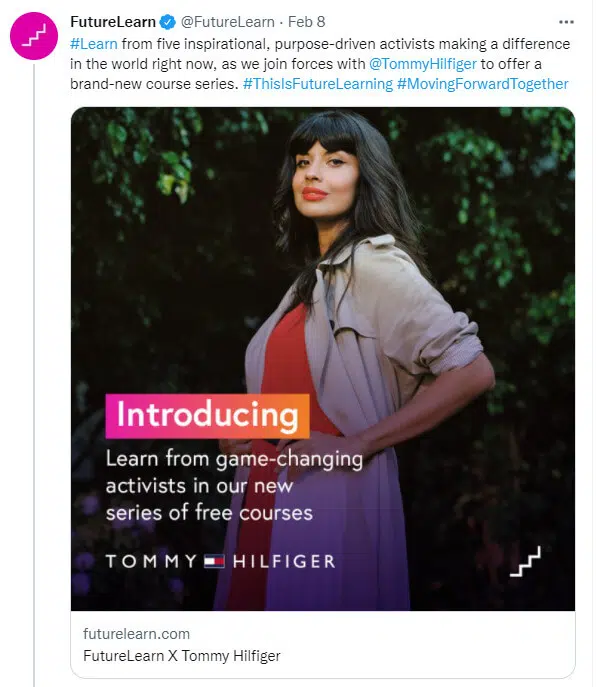 FutureLearn @FutureLearn · Feb 8
#Learn from five inspirational, purpose-driven activists making a difference
in the world right now, as we join forces with @TommyHilfiger to offer a
brand-new course series. #ThisIsFutureLearning #MovingForwardTogether
Introducing
Learn from game-changing
activists in our new
series of free courses
TOMMY HILFIGER
futurelearn.com
FutureLearn X Tommy Hilfiger